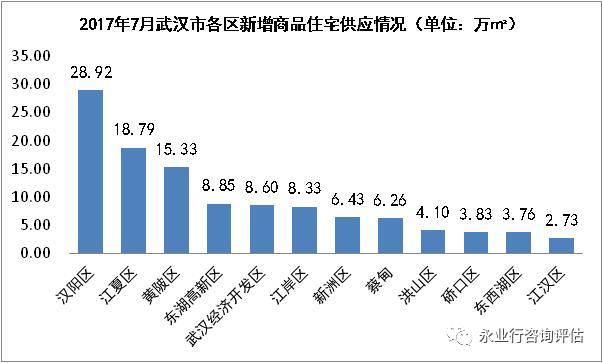 2017年7月武汉市各区新增商品住宅供应情况（单位：万㎡）
35.00
30.00
25.00
20.00
15.00
10.00
5.00
0.00
28.92
18.79
15.33
8.85
8.60
8.33
6.43
6.26
4.10
3.83
3.76
2.73
汉阳区
江夏区
黄陂区
东湖高新区
武汉经济开发区
江岸区
新洲区
蔡甸
洪山区
硚口区
东西湖区
江汉区
永业行咨询评估